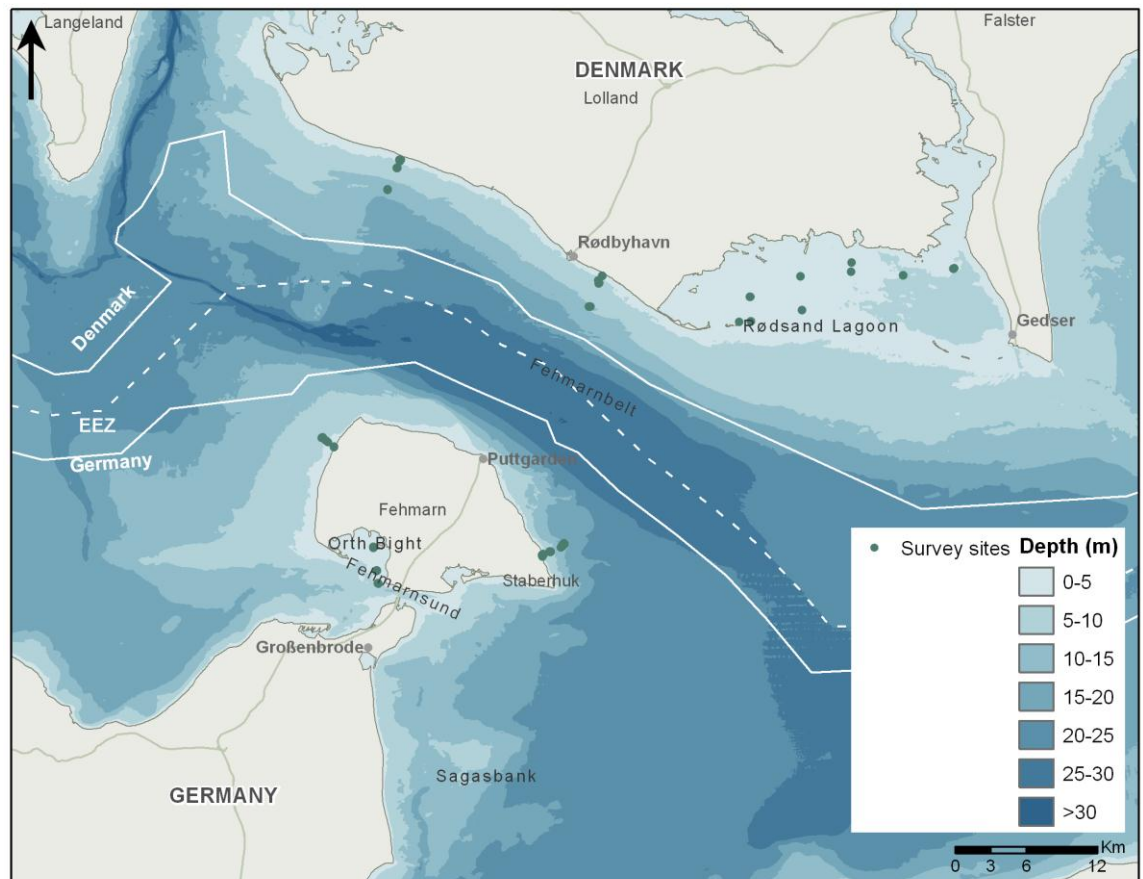 Langeland
Falster
DENMARK
Lolland
Rødbyhavn
Denmark
Rødsand Lagoon
Gedser
Fehmarnbelt
EEZ
Germany
Puttgarden
Fehmarn
Orth Bight
Fehmarnsund
Staberhuk
Großenbrode
Sagasbank
GERMANY
Survey sites
Depth (m)
0-5
5-10
10-15
15-20
20-25
25-30
>30
Km
0 3 6 12